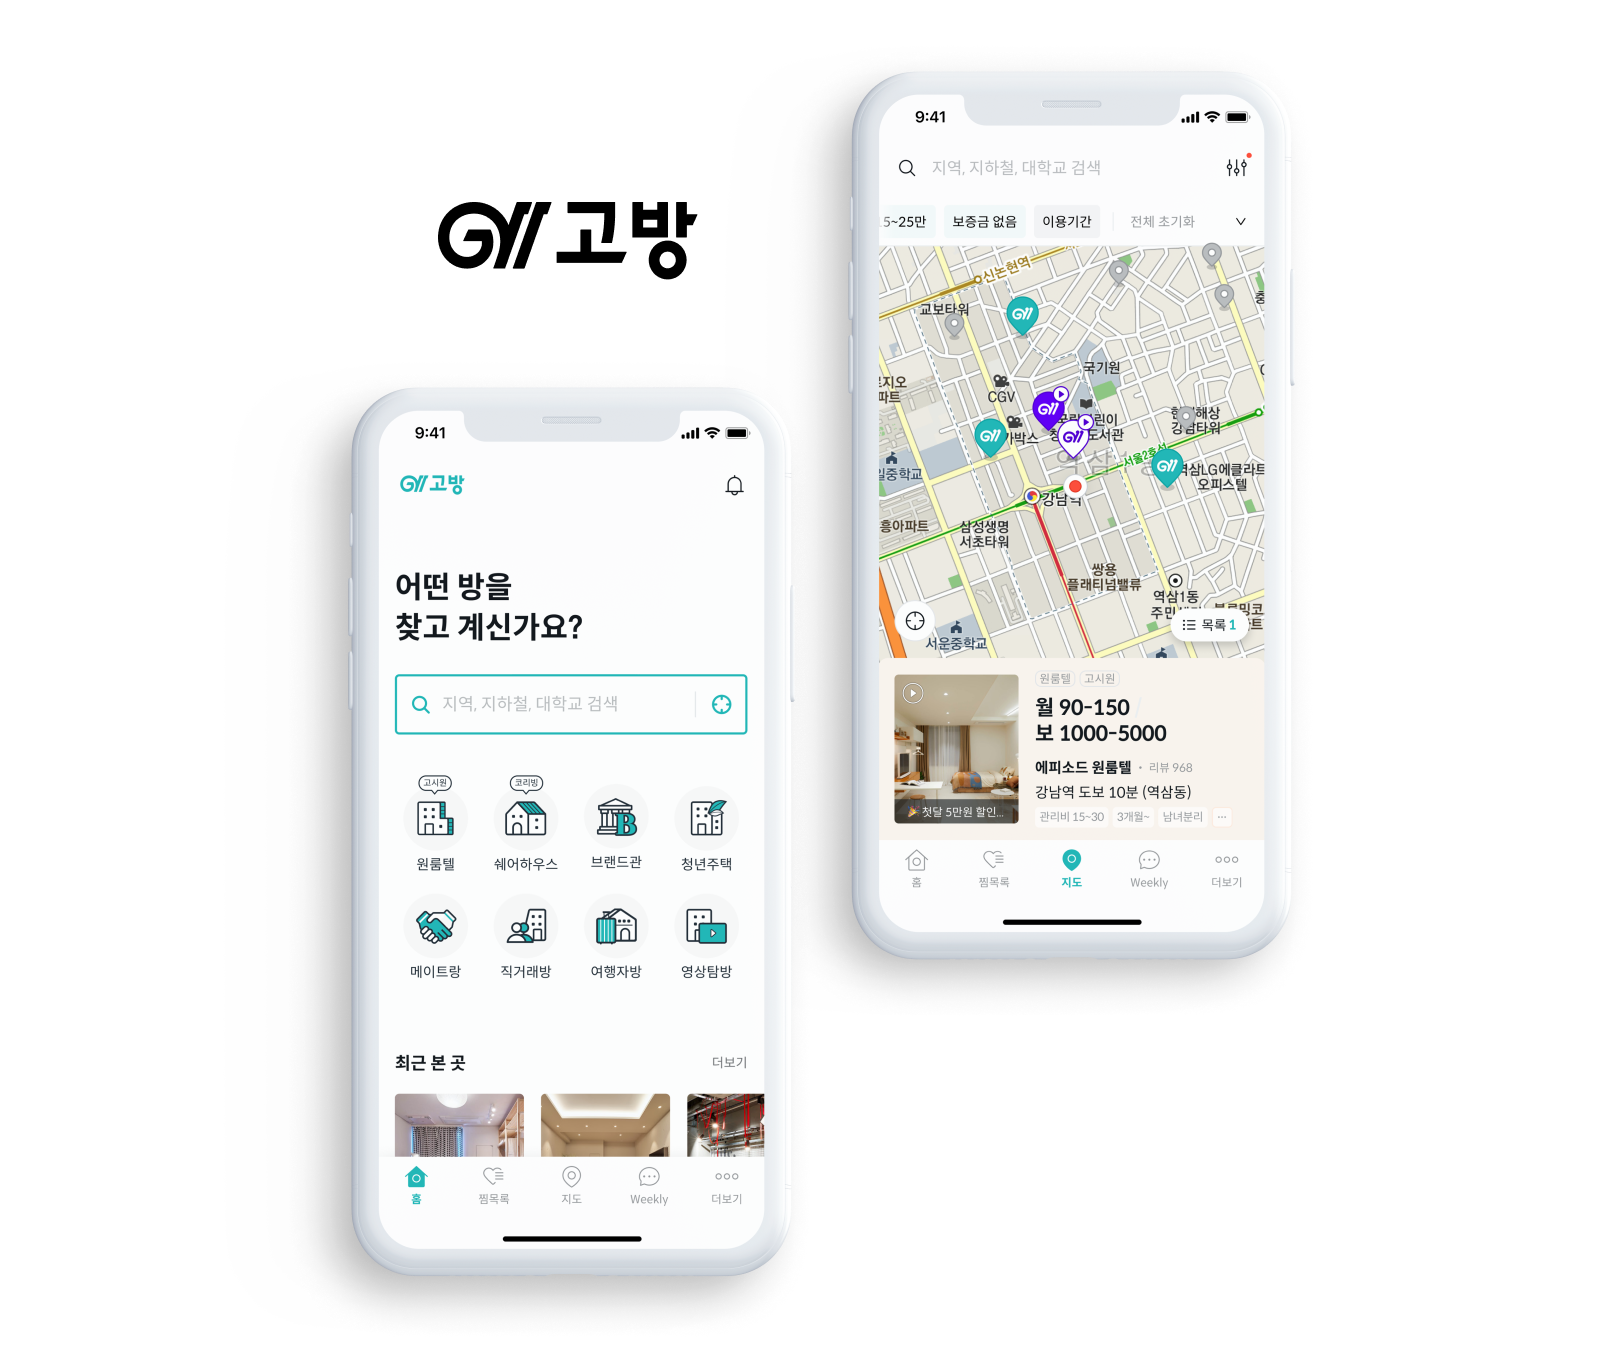 GM고방
9:41
GM고방
어떤 방을
찾고 계신가요?
지역, 지하철, 대학교 검색
고시원
코리빙
원룸텔
쉐어하우스
브랜드관
청년주택
메이트랑
직거래방
여행자방
영상탐방
최근 본 곳
더보기
홈
찜목록
지도
Weekly
더보기
9:41
지역, 지하철, 대학교 검색
5~25만
보증금 없음
이용기간
전체 초기화
신논현역
교보타워
국기원
CGV
강남타워
서울2호선
역삼LG에클라트
오피스텔
강남역
흥아파트
삼성생명
서초타워
쌍용
플래티넘밸류
역삼1동
서운중학교
목록 1
원룸텔
고시원
월 90-150 /
보 1000-5000
에피소드 원룸텔 • 리뷰 968
강남역 도보 10분 (역삼동)
첫달 5만원 할인...
관리비 15~30
3개월~
남녀분리
...
홈
찜목록
지도
Weekly
더보기